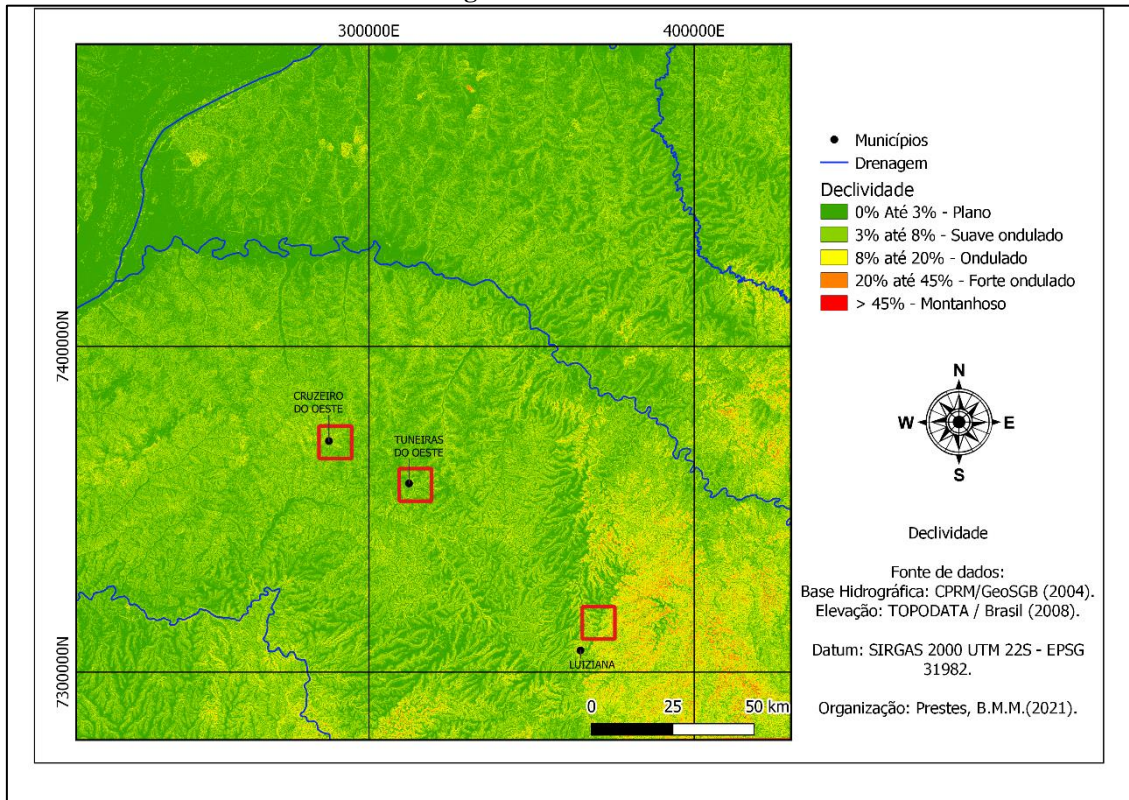 300000E
400000E
7400000N
7300000N
CRUZEIRO
DO OESTE
TUNEIRAS
DO OESTE
LUIZIANA
0 25 50 km
Municípios
Drenagem
Declividade
0% Até 3% - Plano
3% até 8% - Suave ondulado
8% até 20% - Ondulado
20% até 45% - Forte ondulado
> 45% - Montanhoso
N
W E
S
Declividade
Fonte de dados:
Base Hidrográfica: CPRM/GeoSGB (2004).
Elevação: TOPODATA / Brasil (2008).
Datum: SIRGAS 2000 UTM 22S - EPSG
31982.
Organização: Prestes, B.M.M.(2021).